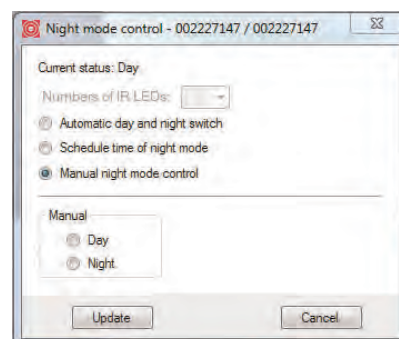 Night mode control - 002227147 / 002227147
Current status: Day
Numbers of IR LEDs:
Automatic day and night switch
Schedule time of night mode
Manual night mode control
Manual
Day
Night
Update Cancel